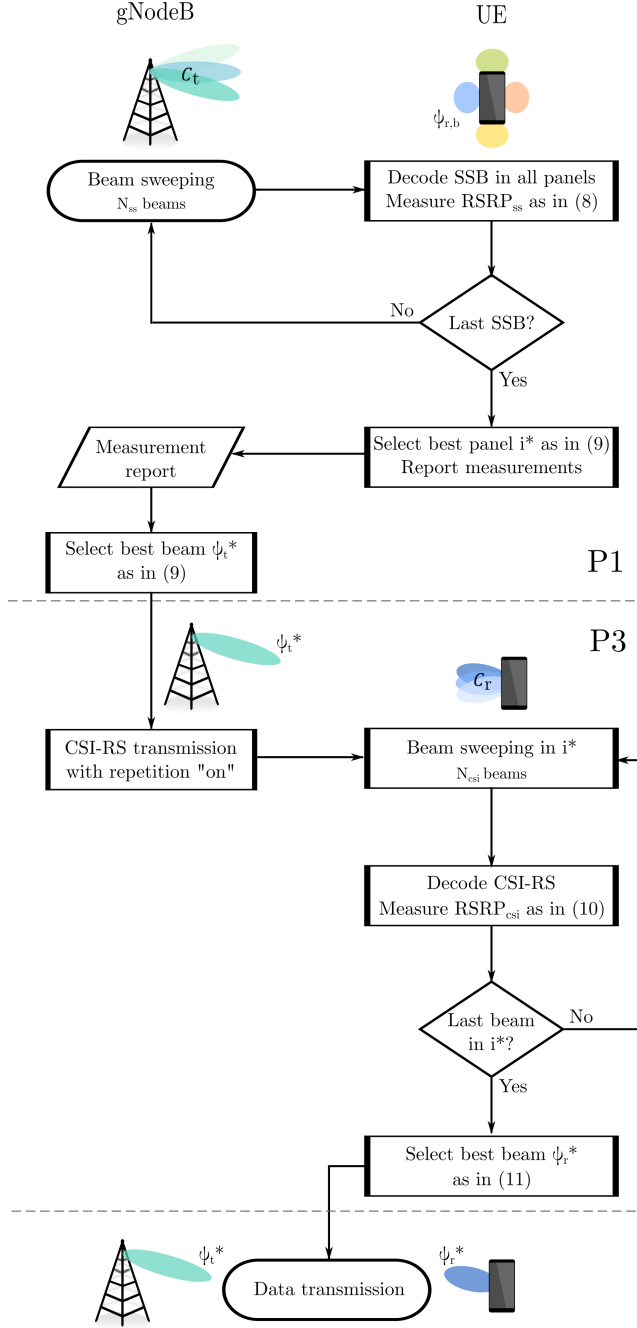 gNodeB
UE
C_t
ψ_r,b
Beam sweeping
N_ss beams
Decode SSB in all panels
Measure RSRP_ss as in (8)
Last SSB?
No
Yes
Select best panel i* as in (9)
Report measurements
Measurement
report
Select best beam ψ_t*
as in (9)
P1
P3
ψ_t*
C_r
CSI-RS transmission
with repetition "on"
Beam sweeping in i*
N_csi beams
Decode CSI-RS
Measure RSRP_csi as in (10)
Last beam
in i*?
No
Yes
Select best beam ψ_r*
as in (11)
ψ_t*
Data transmission
ψ_r*